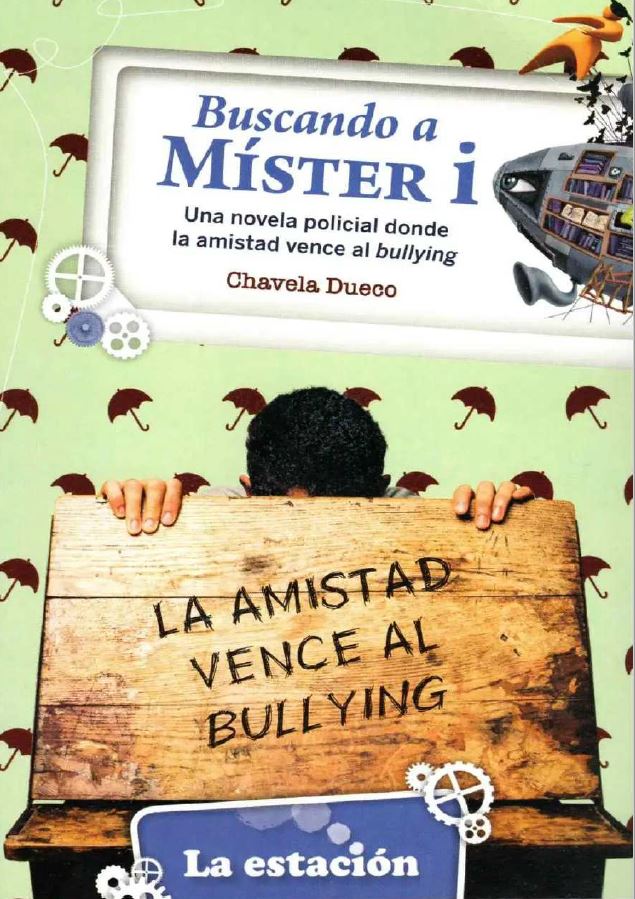 Buscando a
MÍSTER i
Una novela policial donde
la amistad vence al bullying
Chavela Dueco
LA AMISTAD
VENCE AL
BULLYING
La estación